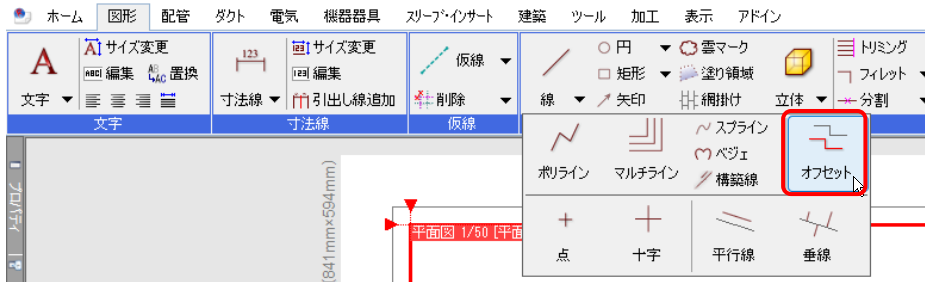 ホーム 図形 配管 ダクト 電気 機器器具 スリーブ・インサート 建築 ツール 加工 表示 アドイン
A サイズ変更 123 サイズ変更 仮線 円 雲マーク トリミング
ABC 編集 AB AC 置換 123 編集 矩形 塗り領域 フィレット
文字 寸法線 引出し線追加 削除 線 矢印 網掛け 立体 分割
文字 寸法線 仮線
ポリライン マルチライン スプライン ベジェ 構築線 オフセット
点 十字 平行線 垂線
プロパティ
(841mm×594mm)
平面図 1/50 [平面